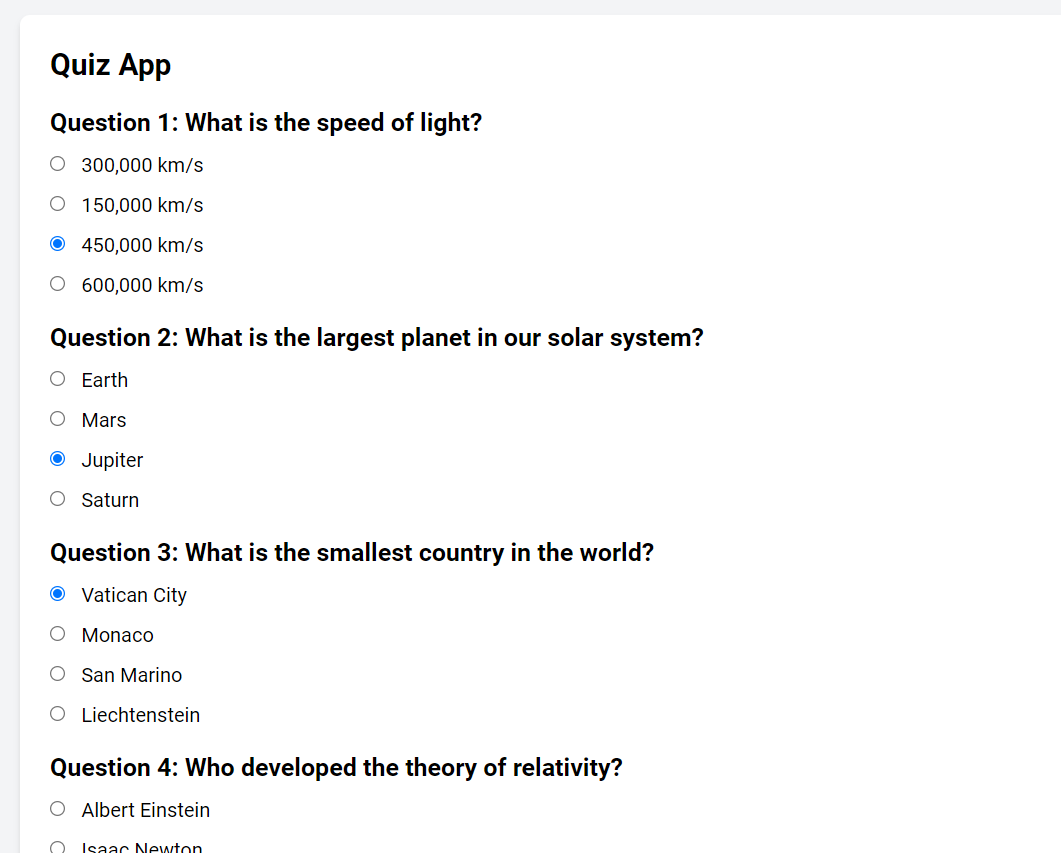 Quiz App
Question 1: What is the speed of light?
300,000 km/s
150,000 km/s
450,000 km/s
600,000 km/s
Question 2: What is the largest planet in our solar system?
Earth
Mars
Jupiter
Saturn
Question 3: What is the smallest country in the world?
Vatican City
Monaco
San Marino
Liechtenstein
Question 4: Who developed the theory of relativity?
Albert Einstein
Isaac Newton